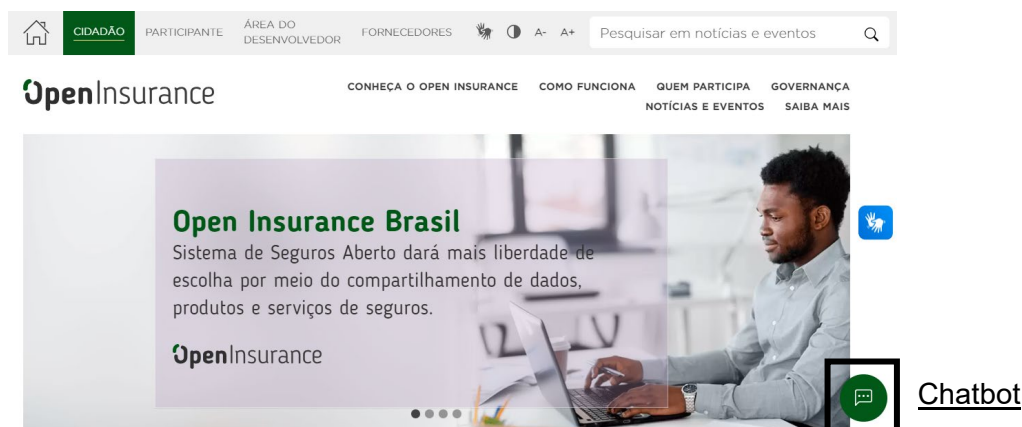 CIDADÃO
PARTICIPANTE
ÁREA DO
DESENVOLVEDOR
FORNECEDORES
A-
A+
Pesquisar em notícias e eventos
OpenInsurance
CONHEÇA O OPEN INSURANCE
COMO FUNCIONA
QUEM PARTICIPA
GOVERNANÇA
NOTÍCIAS E EVENTOS
SAIBA MAIS
Open Insurance Brasil
Sistema de Seguros Aberto dará mais liberdade de
escolha por meio do compartilhamento de dados,
produtos e serviços de seguros.
OpenInsurance
Chatbot